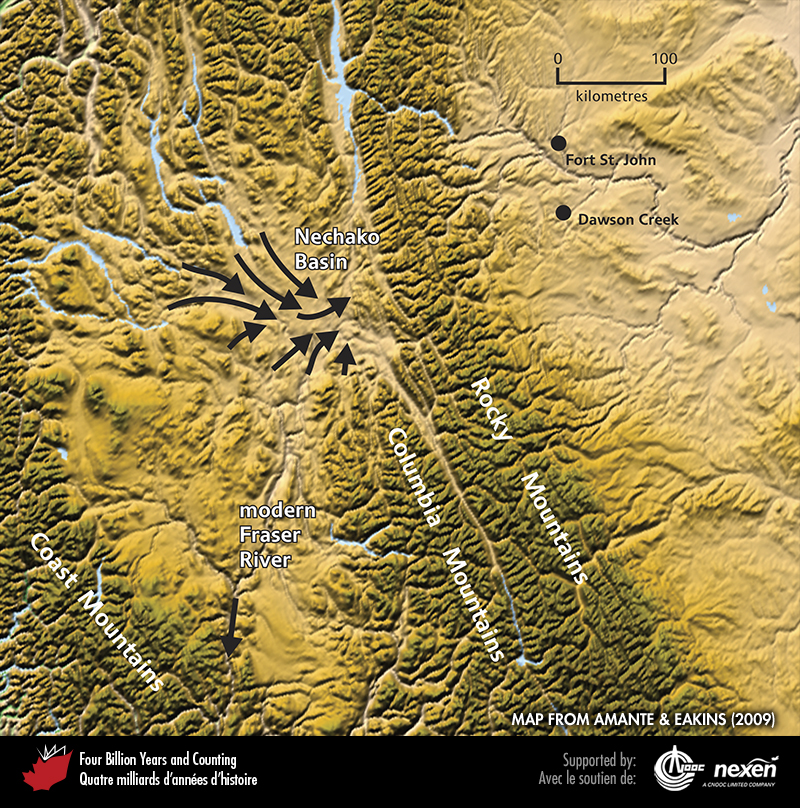 0 100
kilometres
Fort St. John
Dawson Creek
Nechako
Basin
Rocky
Mountains
Columbia
Mountains
modern
Fraser
River
Coast Mountains
MAP FROM AMANTE & EAKINS (2009)
Four Billion Years and Counting
Quatre milliards d'années d'histoire
Supported by:
Avec le soutien de:
CNOOC
nexen
A CNOOC LIMITED COMPANY